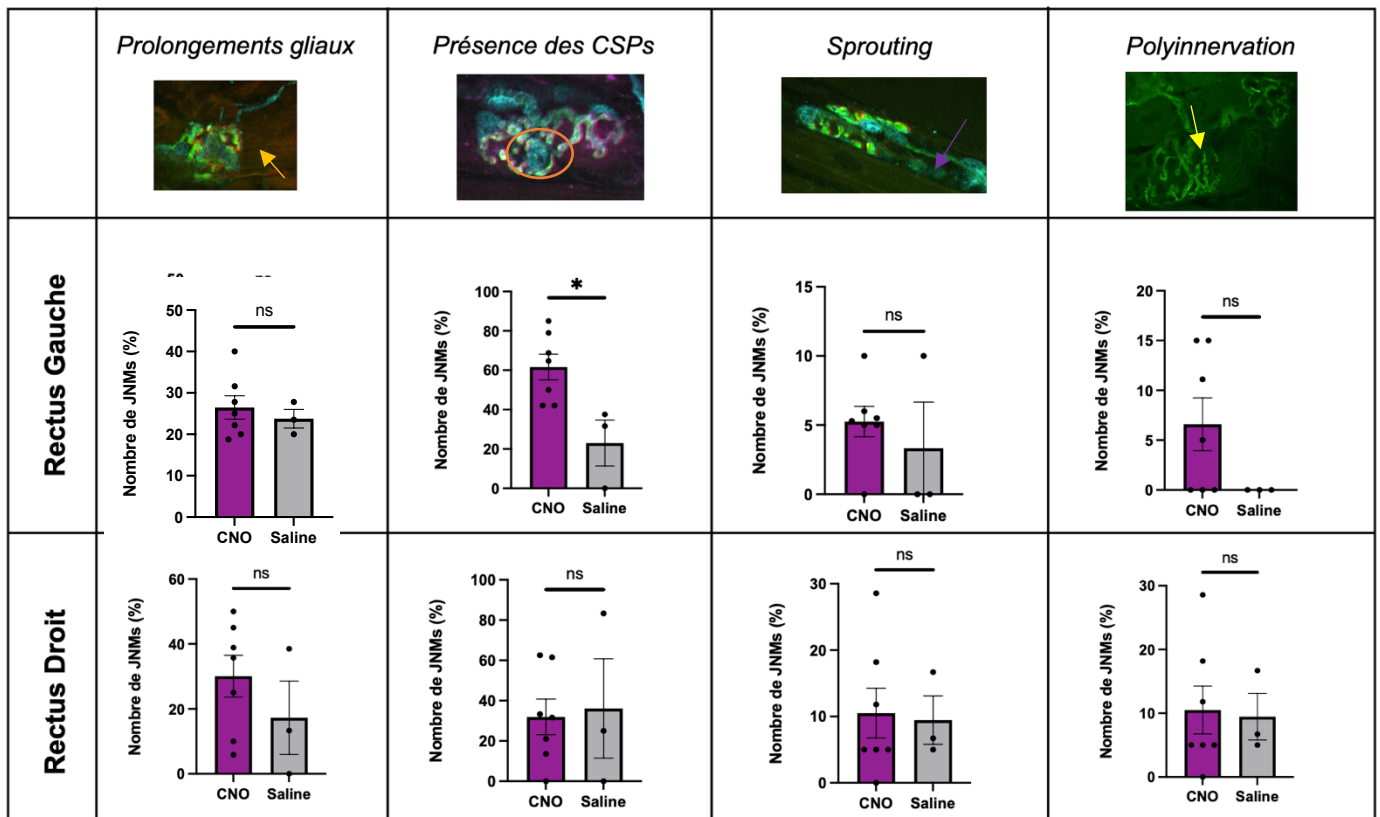 Prolongements gliaux
Présence des CSPs
Sprouting
Polyinnervation
Rectus Gauche
50
ns
Nombre de JNMs (%)
50
40
30
20
10
0
ns
CNO
Saline
Nombre de JNMs (%)
100
80
60
40
20
0
*
CNO
Saline
Nombre de JNMs (%)
15
10
5
0
ns
CNO
Saline
Nombre de JNMs (%)
20
15
10
5
0
ns
CNO
Saline
Rectus Droit
Nombre de JNMs (%)
60
40
20
0
ns
CNO
Saline
Nombre de JNMs (%)
100
80
60
40
20
0
ns
CNO
Saline
Nombre de JNMs (%)
30
20
10
0
ns
CNO
Saline
Nombre de JNMs (%)
30
20
10
0
ns
CNO
Saline